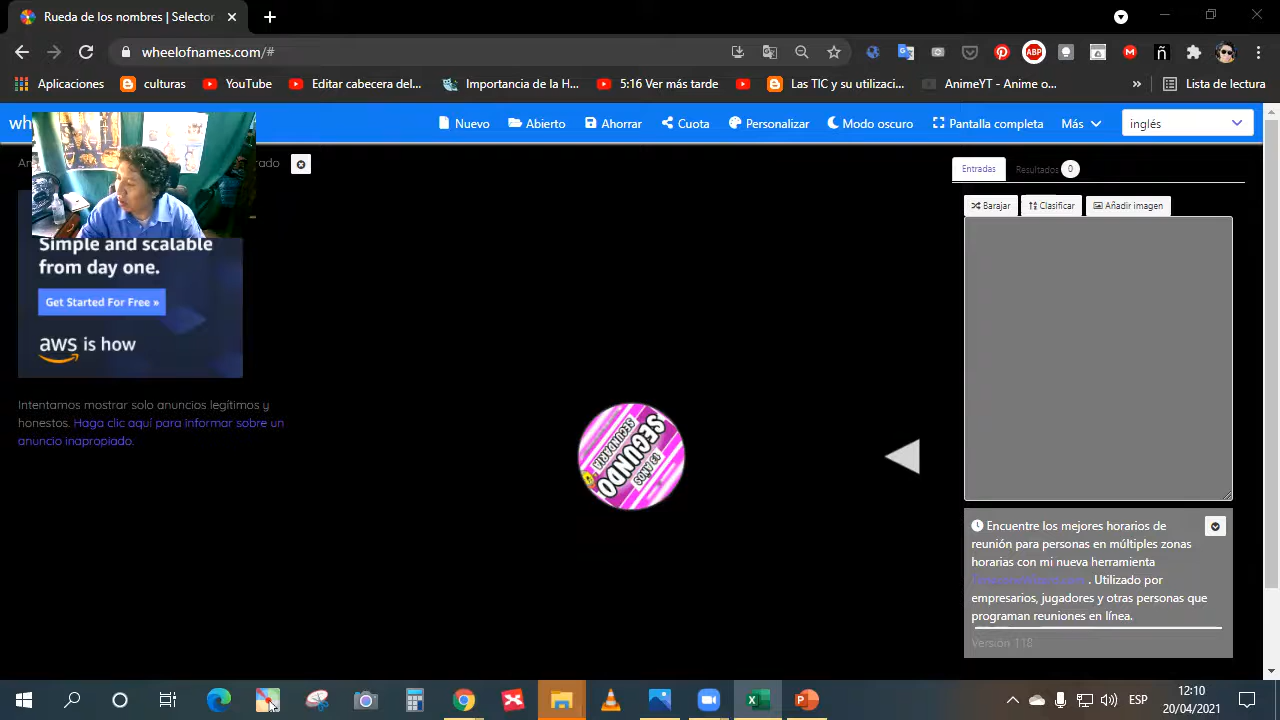 Rueda de los nombres | Selector
wheelofnames.com/#
ABP
ñ
Aplicaciones
culturas
YouTube
Editar cabecera del...
Importancia de la H...
5:16 Ver más tarde
Las TIC y su utilizaci...
AnimeYT - Anime o...
»
Lista de lectura
Nuevo
Abierto
Ahorrar
Cuota
Personalizar
Modo oscuro
Pantalla completa
Más
inglés
Entradas
Resultados 0
Barajar
Clasificar
Añadir imagen
Simple and scalable
from day one.
Get Started For Free »
aws is how
Intentamos mostrar solo anuncios legítimos y
honestos. Haga clic aquí para informar sobre un
anuncio inapropiado.
SECUNDARIA
SEGUNDO
Encuentre los mejores horarios de
reunión para personas en múltiples zonas
horarias con mi nueva herramienta
. Utilizado por
empresarios, jugadores y otras personas que
programan reuniones en línea.
Versión 118
ESP
12:10
20/04/2021